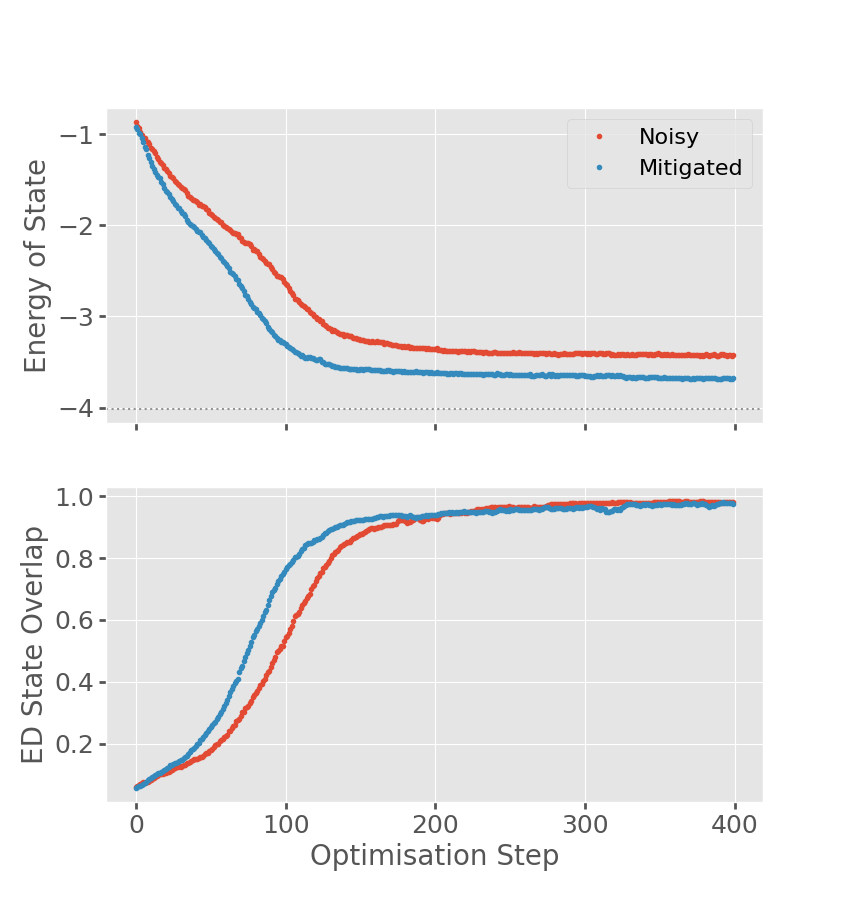 −1
−2
−3
−4
Energy of State
Noisy
Mitigated
1.0
0.8
0.6
0.4
0.2
ED State Overlap
0 100 200 300 400
Optimisation Step